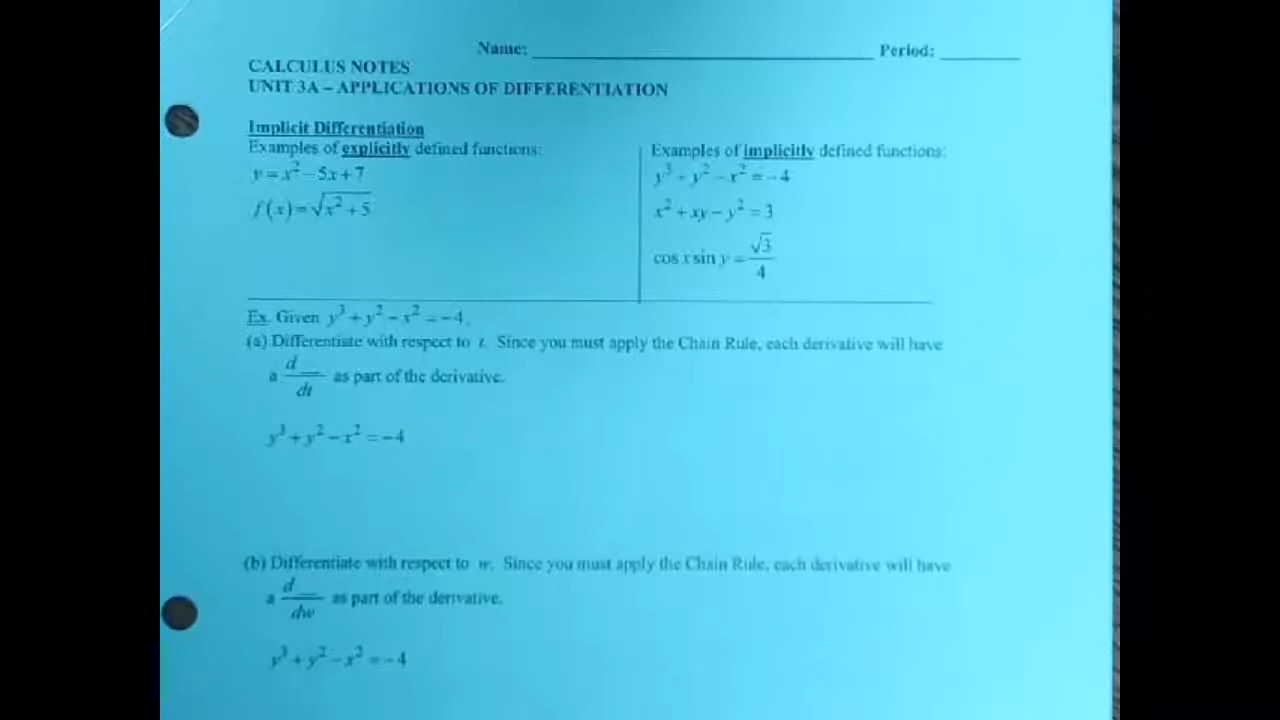 Name: ____________ Period: ______
CALCULUS NOTES
UNIT 3A – APPLICATIONS OF DIFFERENTIATION
Implicit Differentiation
Examples of explicitly defined functions:
y = x² – 5x + 7
f(x) = √(x² + 5)
Examples of implicitly defined functions:
y³ + y² – x² = –4
x² + xy – y² = 3
cos x sin y = √3/4
Ex. Given y³ + y² – x² = –4,
(a) Differentiate with respect to t. Since you must apply the Chain Rule, each derivative will have
a d__/dt as part of the derivative.
y³ + y² – x² = –4
(b) Differentiate with respect to w. Since you must apply the Chain Rule, each derivative will have
a d__/dw as part of the derivative.
y³ + y² – x² = –4